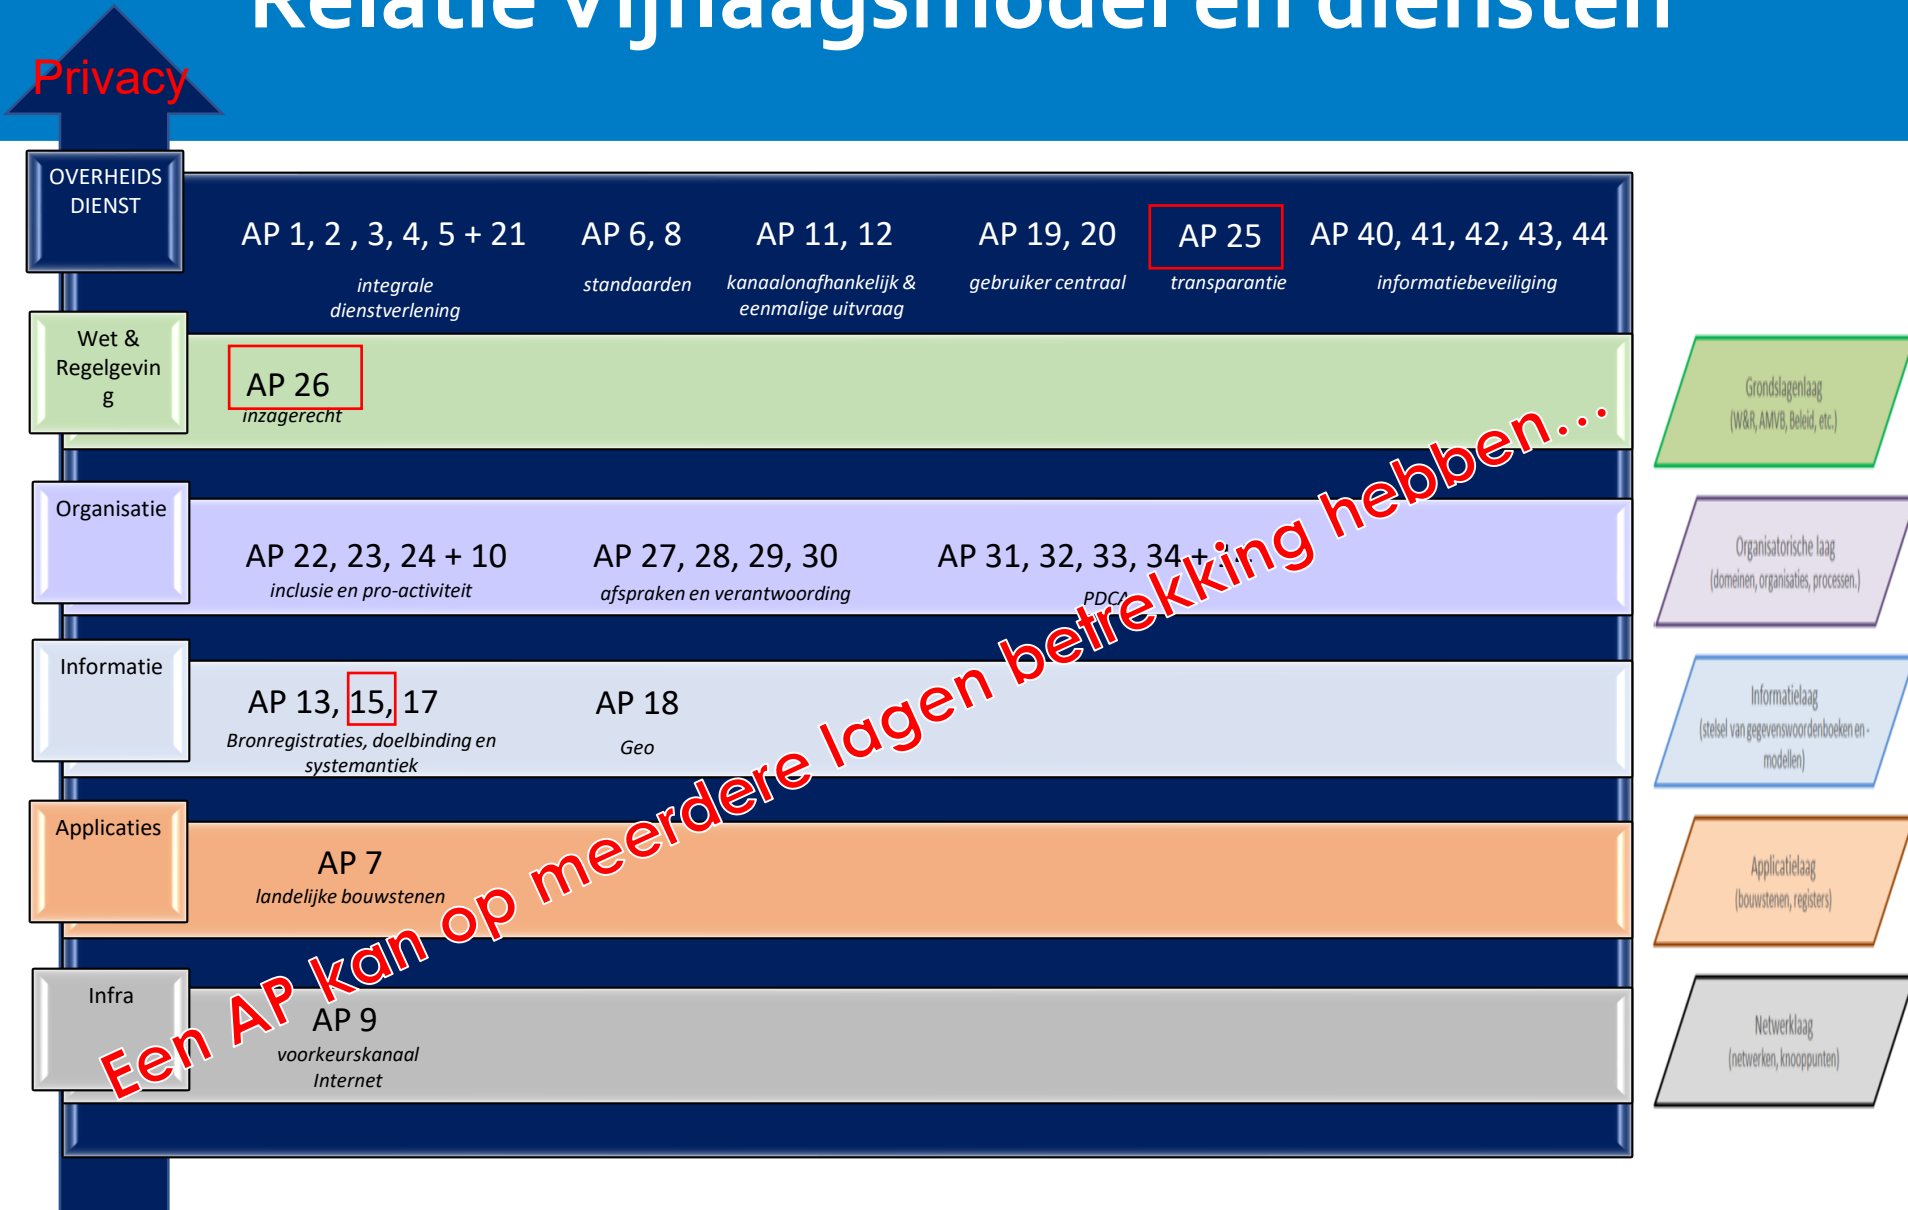 Relatie vijflaagsmodel en diensten
Privacy
OVERHEIDS
DIENST
AP 1, 2 , 3, 4, 5 + 21
integrale
dienstverlening
AP 6, 8
standaarden
AP 11, 12
kanaalonafhankelijk &
eenmalige uitvraag
AP 19, 20
gebruiker centraal
AP 25
transparantie
AP 40, 41, 42, 43, 44
informatiebeveiliging
Wet &
Regelgevin
g
AP 26
inzagerecht
Grondslagenlaag
(W&R, AMVB, Beleid, etc.)
Organisatie
AP 22, 23, 24 + 10
inclusie en pro-activiteit
AP 27, 28, 29, 30
afspraken en verantwoording
AP 31, 32, 33, 34 +
PDCA
Organisatorische laag
(domeinen, organisaties, processen.)
Informatie
AP 13, 15, 17
Bronregistraties, doelbinding en
systemantiek
AP 18
Geo
Informatielaag
(stelsel van gegevenswoordenboeken en -
modellen)
Applicaties
AP 7
landelijke bouwstenen
Applicatielaag
(bouwstenen, registers)
Infra
AP 9
voorkeurskanaal
Internet
Netwerklaag
(netwerken, knooppunten)
Een AP kan op meerdere lagen betrekking hebben...